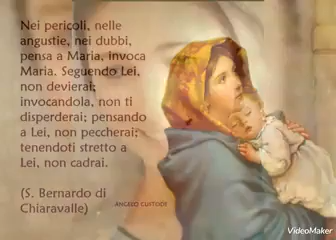 Nei pericoli, nelle
angustie, nei dubbi,
pensa a Maria, invoca
Maria. Seguendo Lei,
non devierai;
invocandola, non ti
disperderai; pensando
a Lei, non peccherai;
tenendoti stretto a
Lei, non cadrai.
(S. Bernardo di
Chiaravalle)
ANGELO CUSTODE
VideoMaker